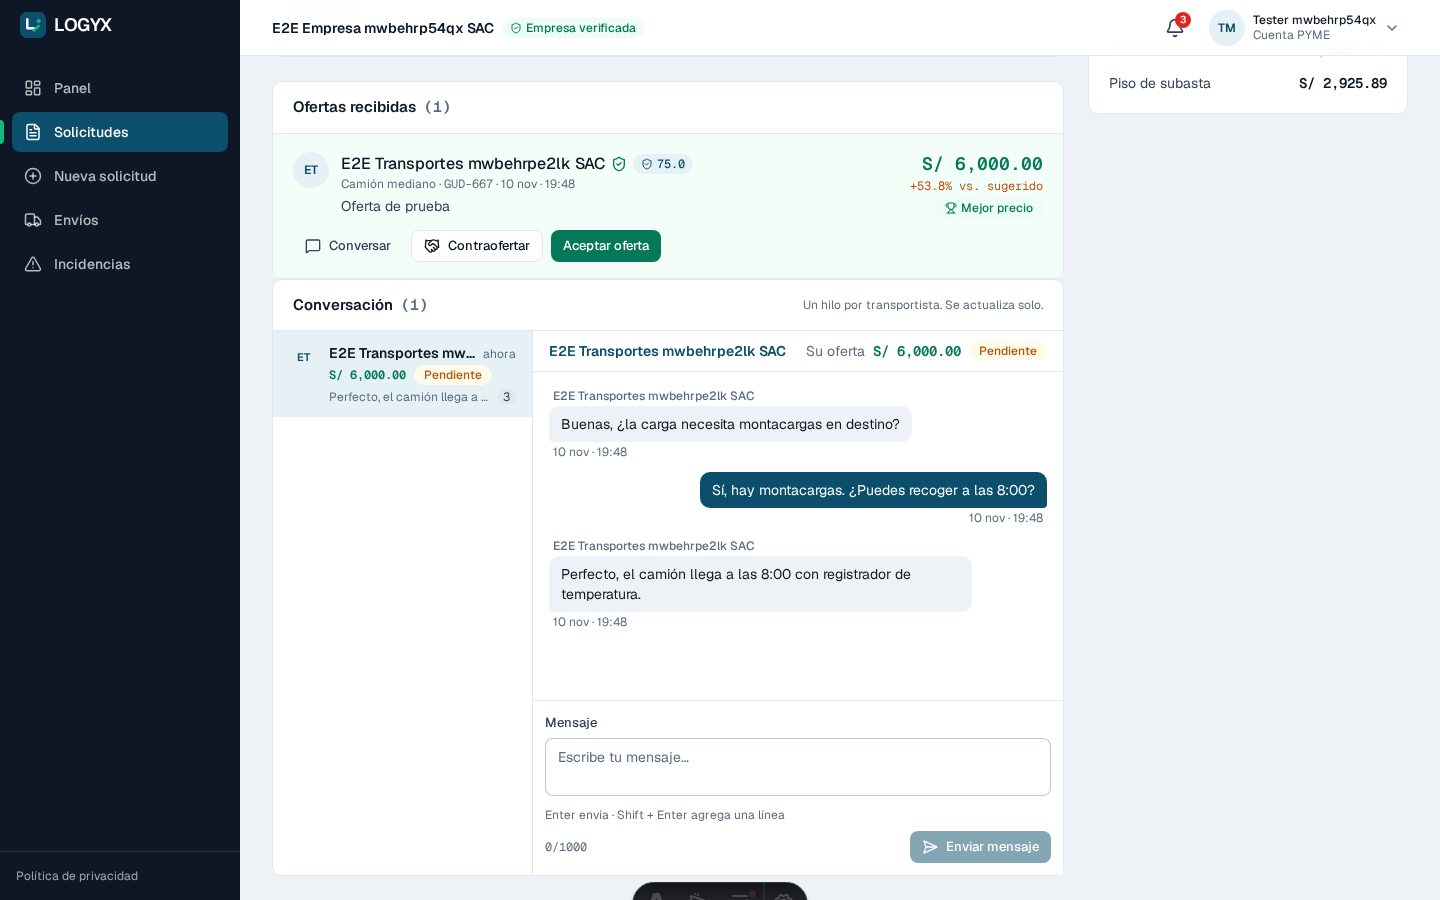 LOGYX
Panel
Solicitudes
Nueva solicitud
Envíos
Incidencias
Política de privacidad
E2E Empresa mwbehrp54qx SAC
Empresa verificada
3
TM
Tester mwbehrp54qx
Cuenta PYME
Piso de subasta
S/ 2,925.89
Ofertas recibidas (1)
ET
E2E Transportes mwbehrpe2lk SAC
75.0
Camión mediano · GUD-667 · 10 nov · 19:48
Oferta de prueba
S/ 6,000.00
+53.8% vs. sugerido
Mejor precio
Conversar
Contraofertar
Aceptar oferta
Conversación (1)
Un hilo por transportista. Se actualiza solo.
ET
E2E Transportes mw...
ahora
S/ 6,000.00
Pendiente
Perfecto, el camión llega a ...
3
E2E Transportes mwbehrpe2lk SAC
Su oferta S/ 6,000.00
Pendiente
E2E Transportes mwbehrpe2lk SAC
Buenas, ¿la carga necesita montacargas en destino?
10 nov · 19:48
Sí, hay montacargas. ¿Puedes recoger a las 8:00?
10 nov · 19:48
E2E Transportes mwbehrpe2lk SAC
Perfecto, el camión llega a las 8:00 con registrador de
temperatura.
10 nov · 19:48
Mensaje
Escribe tu mensaje...
Enter envía · Shift + Enter agrega una línea
0/1000
Enviar mensaje